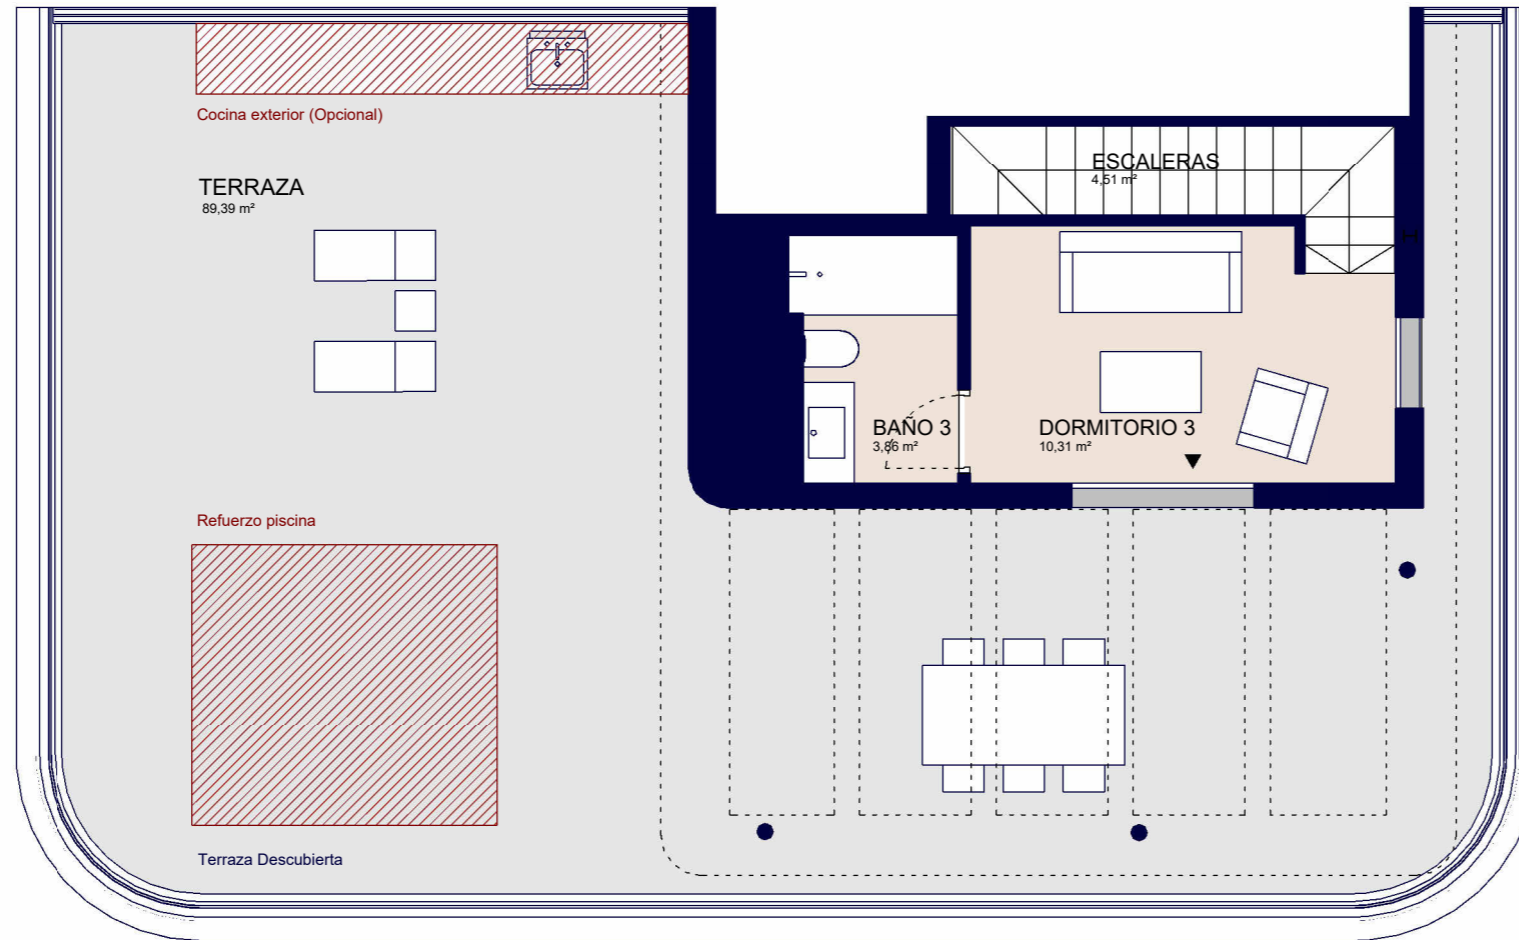 Cocina exterior (Opcional)
TERRAZA
89,39 m²
ESCALERAS
4,51 m²
BAÑO 3
3,86 m²
DORMITORIO 3
10,31 m²
Refuerzo piscina
Terraza Descubierta